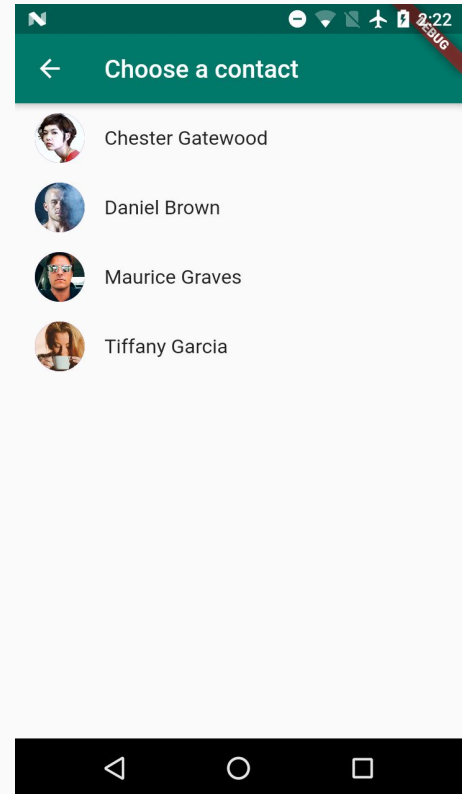 2:22
DEBUG
Choose a contact
Chester Gatewood
Daniel Brown
Maurice Graves
Tiffany Garcia